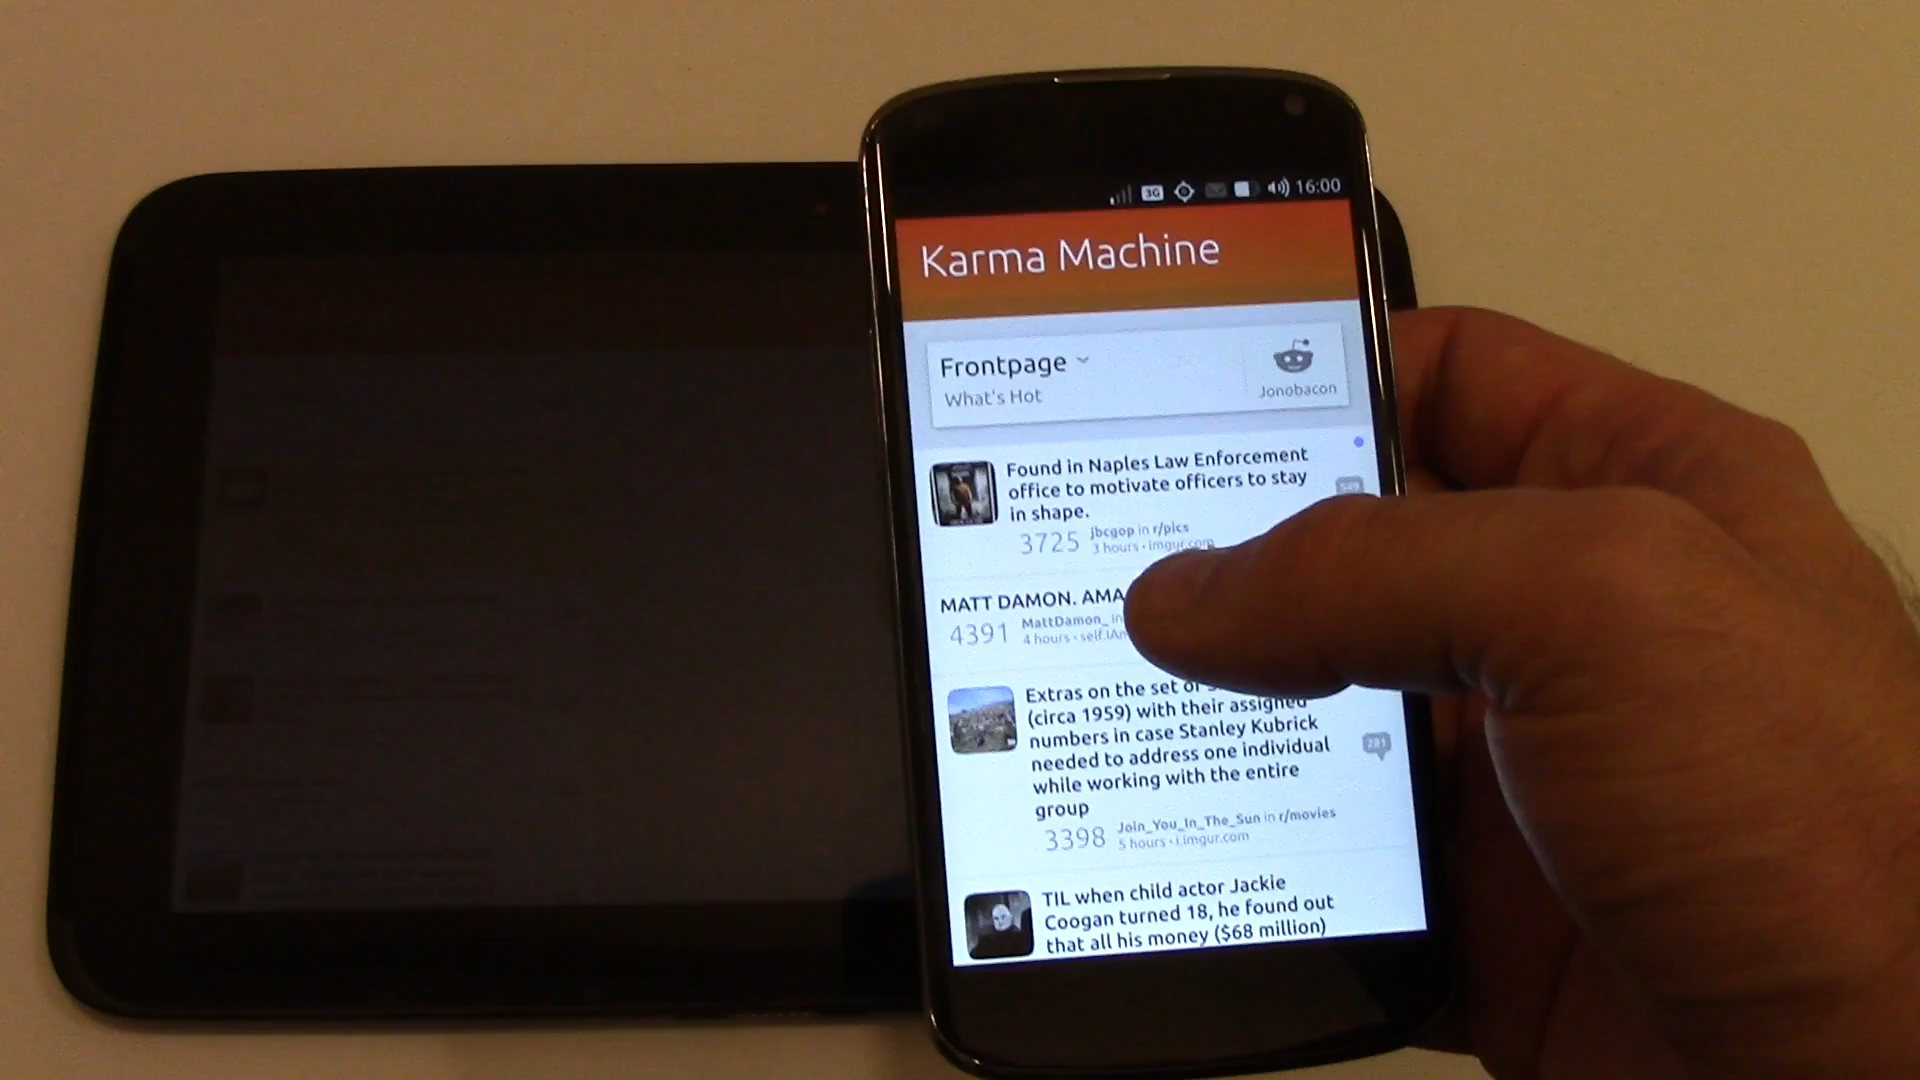 3G 16:00
Karma Machine
Frontpage
What's Hot
Jonobacon
Found in Naples Law Enforcement
office to motivate officers to stay
in shape.
549
3725
jbcgop in r/pics
3 hours • imgur.com
MATT DAMON. AMA
4391
MattDamon_ in
4 hours • self.IAm
Extras on the set of
(circa 1959) with their assigned
numbers in case Stanley Kubrick
needed to address one individual
while working with the entire
group
281
3398
Join_You_In_The_Sun in r/movies
5 hours • i.imgur.com
TIL when child actor Jackie
Coogan turned 18, he found out
that all his money ($68 million)